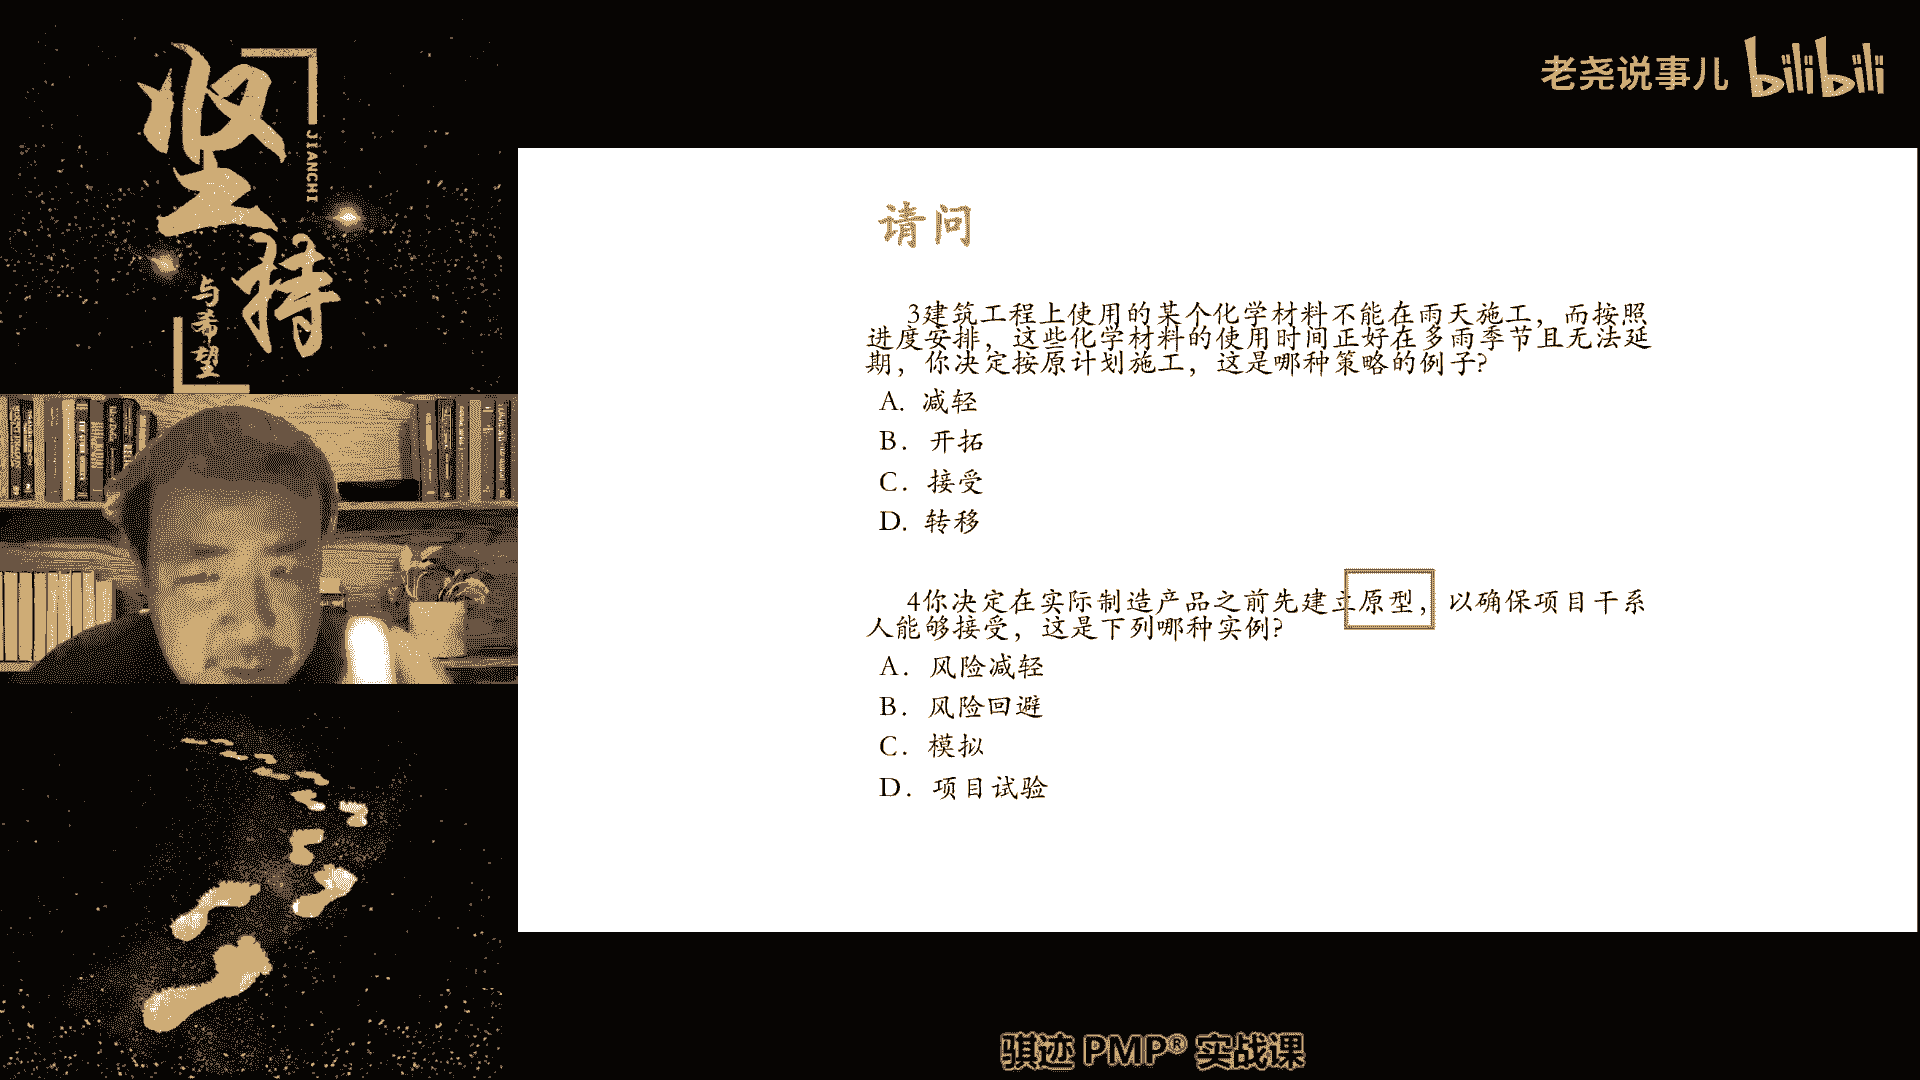 坚持
JIANCHI
与希望
老尧说事儿 bilibili
请问
3建筑工程上使用的某个化学材料不能在雨天施工，而按照
进度安排，这些化学材料的使用时间正好在多雨季节且无法延
期，你决定按原计划施工，这是哪种策略的例子?
A. 减轻
B. 开拓
C. 接受
D. 转移
4你决定在实际制造产品之前先建立原型，以确保项目干系
人能够接受，这是下列哪种实例?
A. 风险减轻
B. 风险回避
C. 模拟
D. 项目试验
骐迹 PMP® 实战课